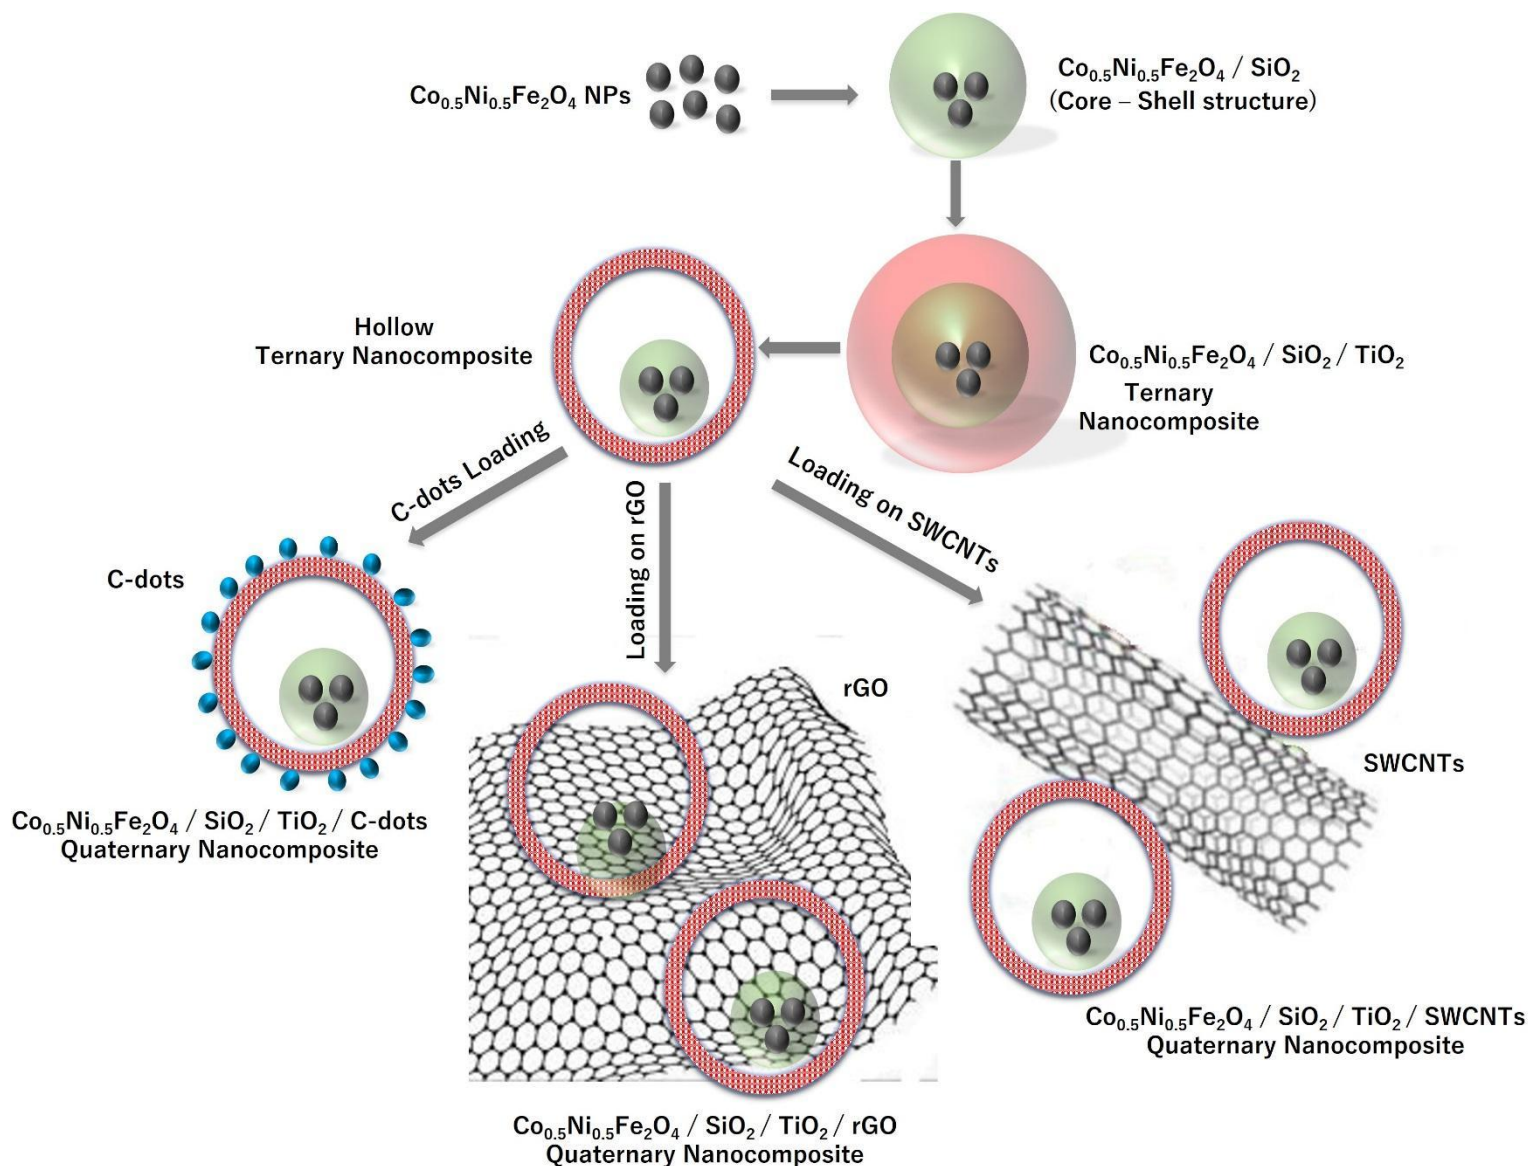 Co₀.₅Ni₀.₅Fe₂O₄ NPs
Co₀.₅Ni₀.₅Fe₂O₄ / SiO₂
(Core – Shell structure)
Hollow
Ternary Nanocomposite
Co₀.₅Ni₀.₅Fe₂O₄ / SiO₂ / TiO₂
Ternary
Nanocomposite
C-dots Loading
Loading on rGO
Loading on SWCNTs
C-dots
rGO
SWCNTs
Co₀.₅Ni₀.₅Fe₂O₄ / SiO₂ / TiO₂ / C-dots
Quaternary Nanocomposite
Co₀.₅Ni₀.₅Fe₂O₄ / SiO₂ / TiO₂ / SWCNTs
Quaternary Nanocomposite
Co₀.₅Ni₀.₅Fe₂O₄ / SiO₂ / TiO₂ / rGO
Quaternary Nanocomposite